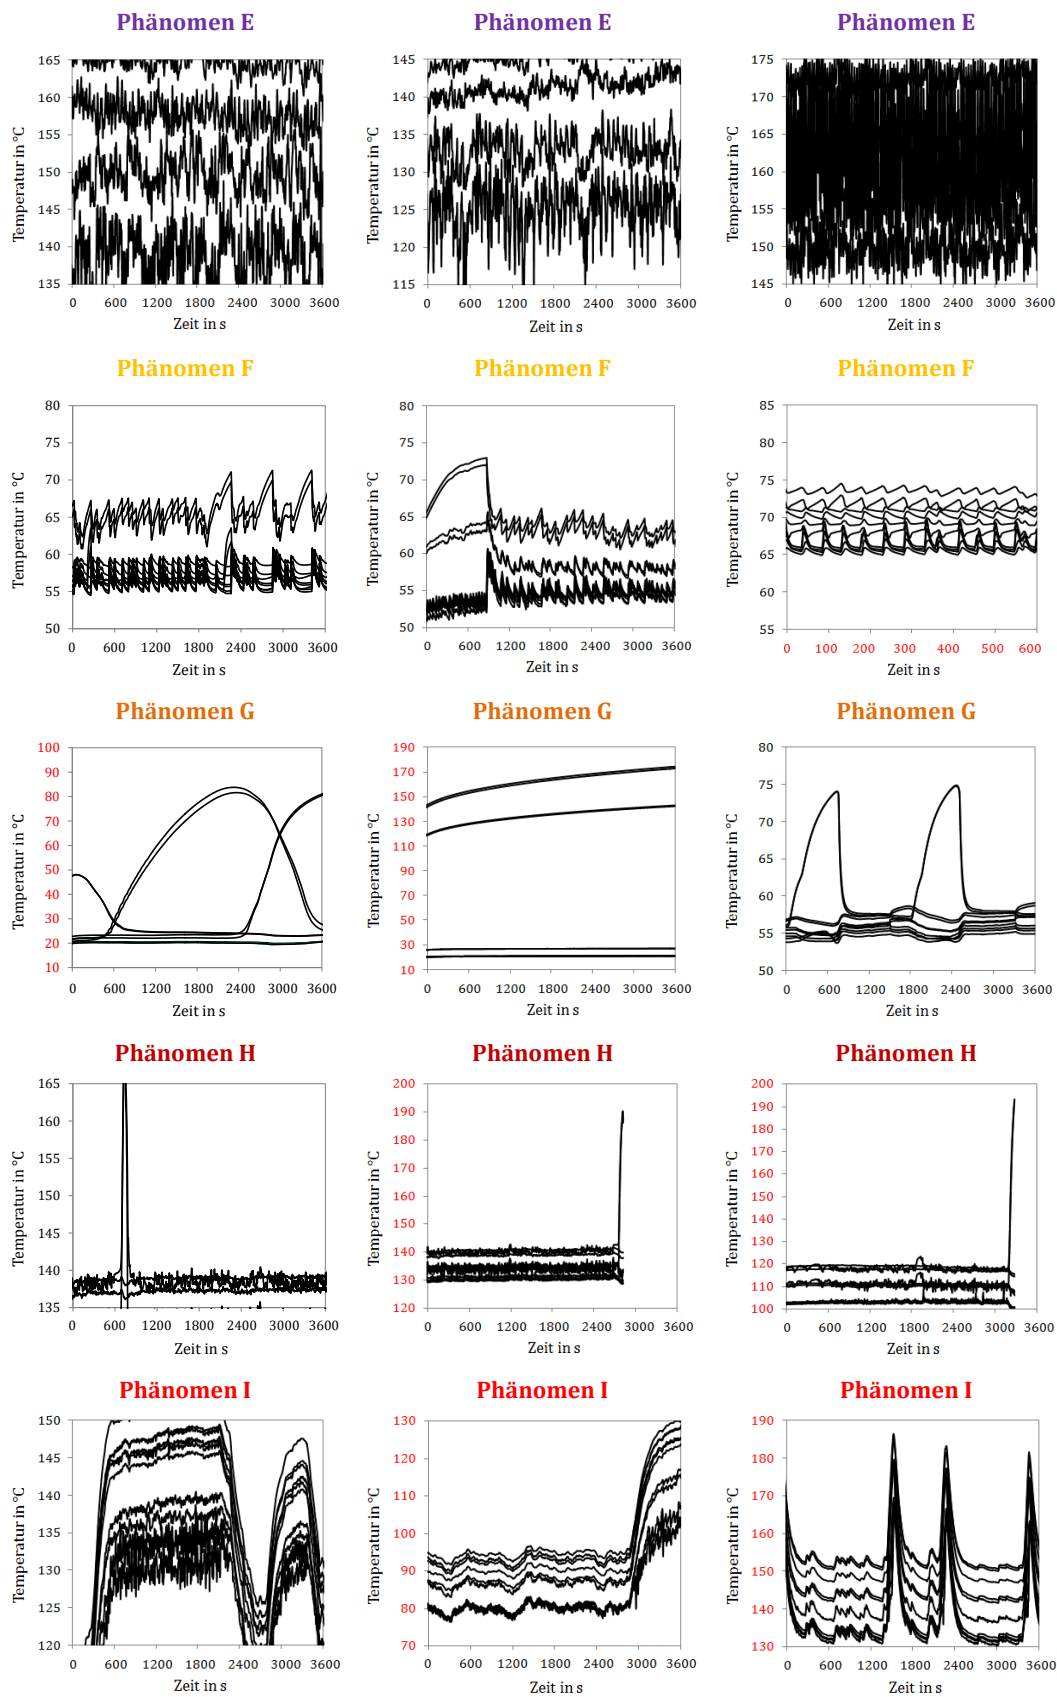 Phänomen E Phänomen E Phänomen E
165 145 175
160 140 170
155 135 165
150 130 160
145 125 155
140 120 150
135 115 145
Temperatur in °C Temperatur in °C Temperatur in °C
0 600 1200 1800 2400 3000 3600 0 600 1200 1800 2400 3000 3600 0 600 1200 1800 2400 3000 3600
Zeit in s Zeit in s Zeit in s
Phänomen F Phänomen F Phänomen F
80 80 85
75 75 80
70 70 75
65 65 70
60 60 65
55 55 60
50 50 55
Temperatur in °C Temperatur in °C Temperatur in °C
0 600 1200 1800 2400 3000 3600 0 600 1200 1800 2400 3000 3600 0 100 200 300 400 500 600
Zeit in s Zeit in s Zeit in s
Phänomen G Phänomen G Phänomen G
100 190 80
90 170 75
80 150 70
70 130 65
60 110 60
50 90 55
40 70 50
30 50
20 30
10 10
Temperatur in °C Temperatur in °C Temperatur in °C
0 600 1200 1800 2400 3000 3600 0 600 1200 1800 2400 3000 3600 0 600 1200 1800 2400 3000 3600
Zeit in s Zeit in s Zeit in s
Phänomen H Phänomen H Phänomen H
165 200 200
160 190 190
155 180 180
150 170 170
145 160 160
140 150 150
135 140 140
130 130
120 120
110
100
Temperatur in °C Temperatur in °C Temperatur in °C
0 600 1200 1800 2400 3000 3600 0 600 1200 1800 2400 3000 3600 0 600 1200 1800 2400 3000 3600
Zeit in s Zeit in s Zeit in s
Phänomen I Phänomen I Phänomen I
150 130 190
145 120 180
140 110 170
135 100 160
130 90 150
125 80 140
120 70 130
Temperatur in °C Temperatur in °C Temperatur in °C
0 600 1200 1800 2400 3000 3600 0 600 1200 1800 2400 3000 3600 0 600 1200 1800 2400 3000 3600
Zeit in s Zeit in s Zeit in s